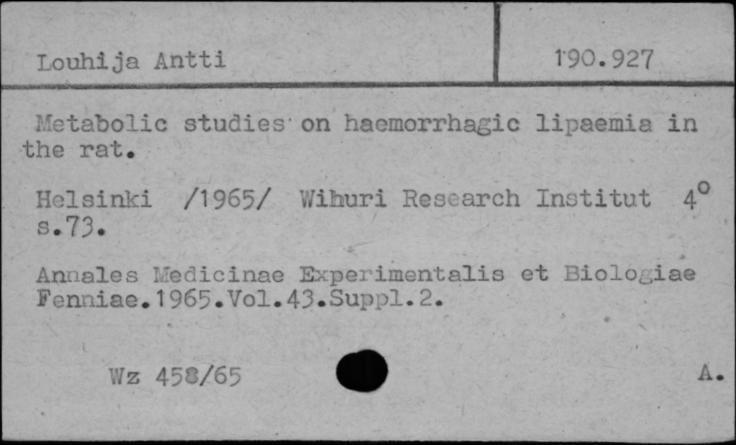 Louhija Antti 190.927
Metabolic studies on haemorrhagic lipaemia in
the rat.
Helsinki /1965/ Wihuri Research Institut 4°
s.73.
Annales Medicinae Experimentalis et Biologiae
Fenniae.1965.Vol.43.Suppl.2.
Wz 458/65 A.